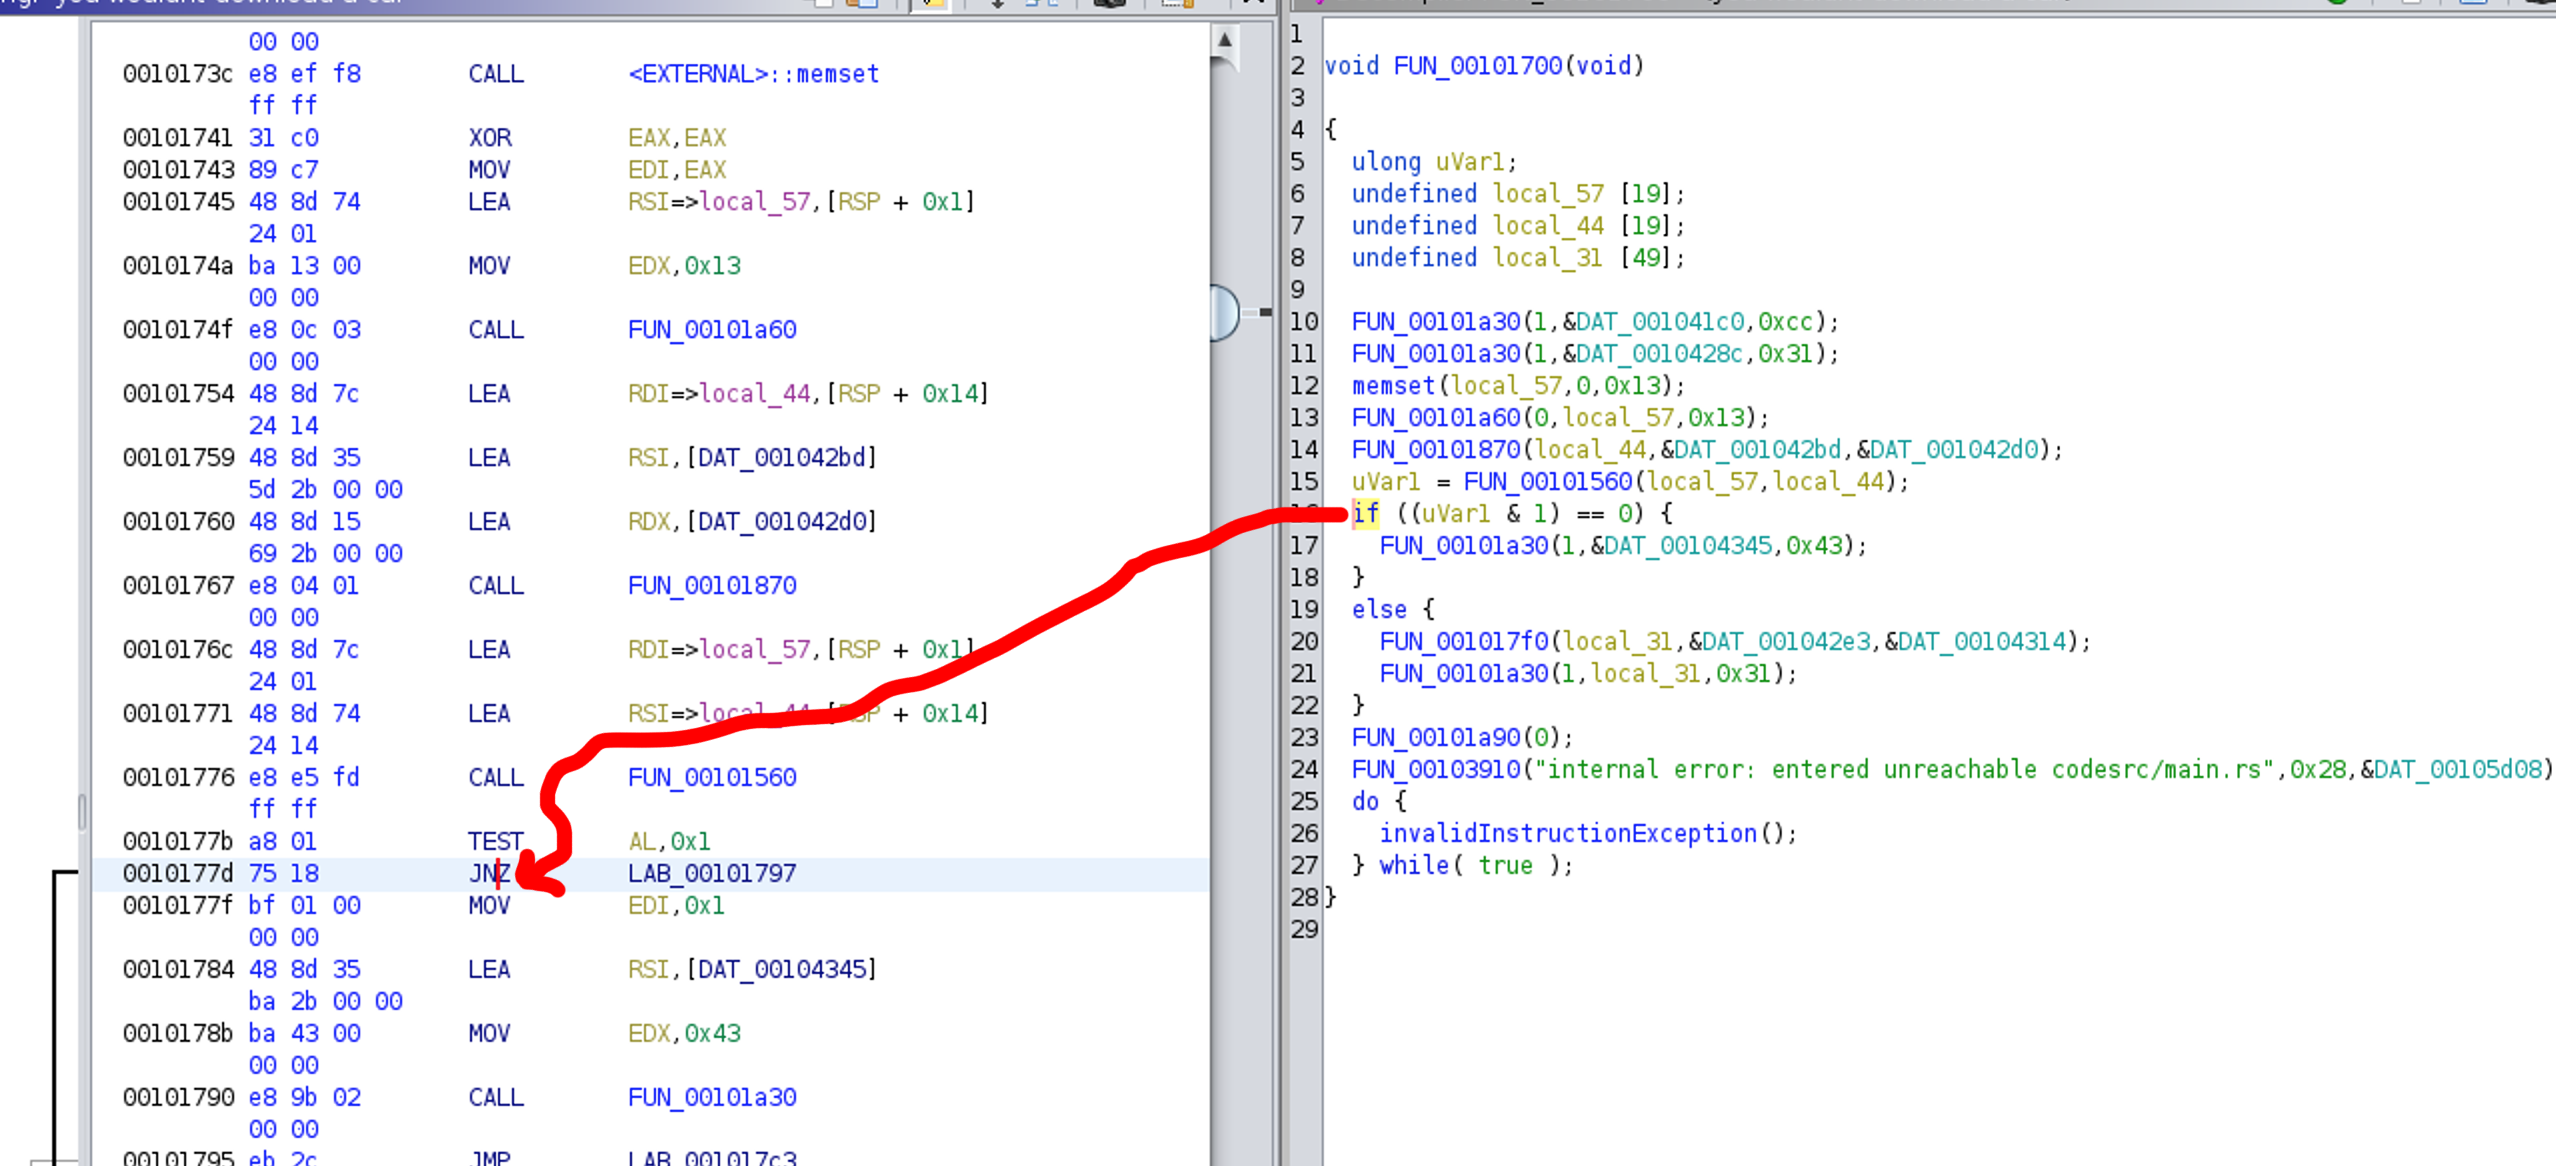 you wouldn't download a car
00 00
0010173c e8 ef f8 CALL <EXTERNAL>::memset
ff ff
00101741 31 c0 XOR EAX,EAX
00101743 89 c7 MOV EDI,EAX
00101745 48 8d 74 LEA RSI=>local_57,[RSP + 0x1]
24 01
0010174a ba 13 00 MOV EDX,0x13
00 00
0010174f e8 0c 03 CALL FUN_00101a60
00 00
00101754 48 8d 7c LEA RDI=>local_44,[RSP + 0x14]
24 14
00101759 48 8d 35 LEA RSI,[DAT_001042bd]
5d 2b 00 00
00101760 48 8d 15 LEA RDX,[DAT_001042d0]
69 2b 00 00
00101767 e8 04 01 CALL FUN_00101870
00 00
0010176c 48 8d 7c LEA RDI=>local_57,[RSP + 0x1]
24 01
00101771 48 8d 74 LEA RSI=>local_44,[RSP + 0x14]
24 14
00101776 e8 e5 fd CALL FUN_00101560
ff ff
0010177b a8 01 TEST AL,0x1
0010177d 75 18 JNZ LAB_00101797
0010177f bf 01 00 MOV EDI,0x1
00 00
00101784 48 8d 35 LEA RSI,[DAT_00104345]
ba 2b 00 00
0010178b ba 43 00 MOV EDX,0x43
00 00
00101790 e8 9b 02 CALL FUN_00101a30
00 00
00101795 eb 2c JMP LAB_001017c3
1
2 void FUN_00101700(void)
3
4 {
5 ulong uVar1;
6 undefined local_57 [19];
7 undefined local_44 [19];
8 undefined local_31 [49];
9
10 FUN_00101a30(1,&DAT_001041c0,0xcc);
11 FUN_00101a30(1,&DAT_0010428c,0x31);
12 memset(local_57,0,0x13);
13 FUN_00101a60(0,local_57,0x13);
14 FUN_00101870(local_44,&DAT_001042bd,&DAT_001042d0);
15 uVar1 = FUN_00101560(local_57,local_44);
16 if ((uVar1 & 1) == 0) {
17 FUN_00101a30(1,&DAT_00104345,0x43);
18 }
19 else {
20 FUN_001017f0(local_31,&DAT_001042e3,&DAT_00104314);
21 FUN_00101a30(1,local_31,0x31);
22 }
23 FUN_00101a90(0);
24 FUN_00103910("internal error: entered unreachable codesrc/main.rs",0x28,&DAT_00105d08)
25 do {
26 invalidInstructionException();
27 } while( true );
28 }
29